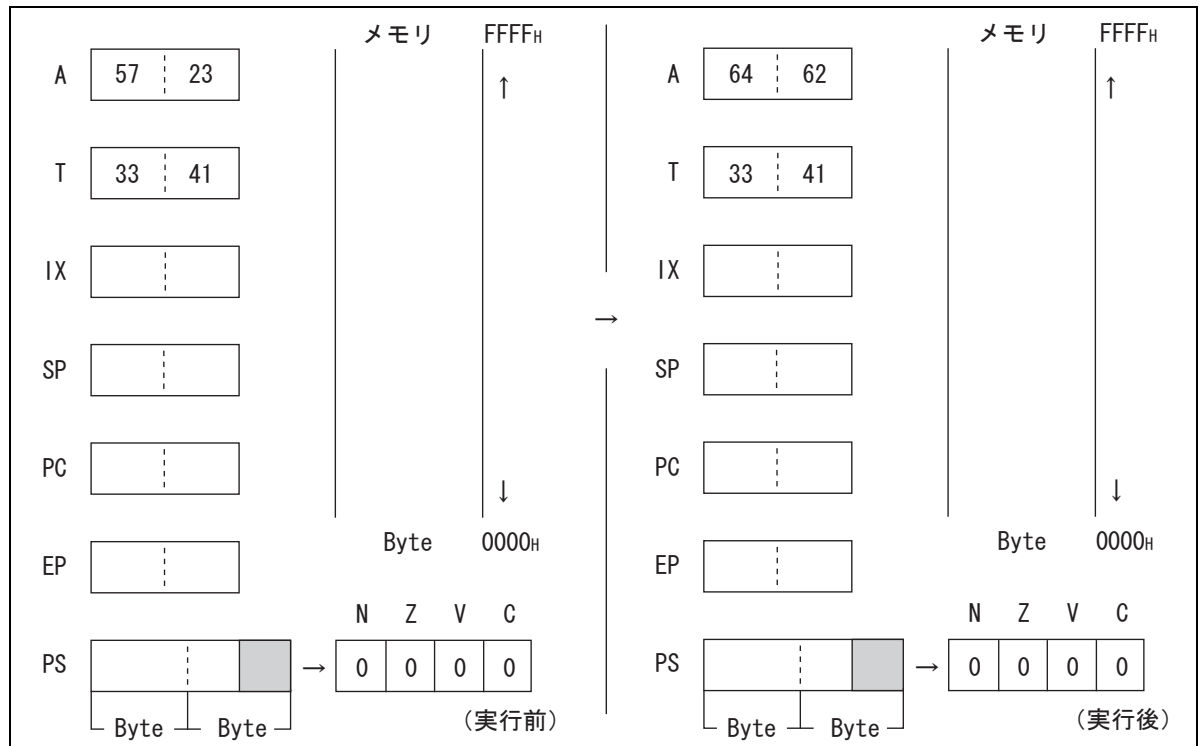 メモリ FFFFH
A 57 23
↑
T 33 41
IX
SP
PC
↓
Byte 0000H
EP
N Z V C
PS → 0 0 0 0
Byte Byte (実行前)
→
メモリ FFFFH
A 64 62
↑
T 33 41
IX
SP
PC
↓
Byte 0000H
EP
N Z V C
PS → 0 0 0 0
Byte Byte (実行後)